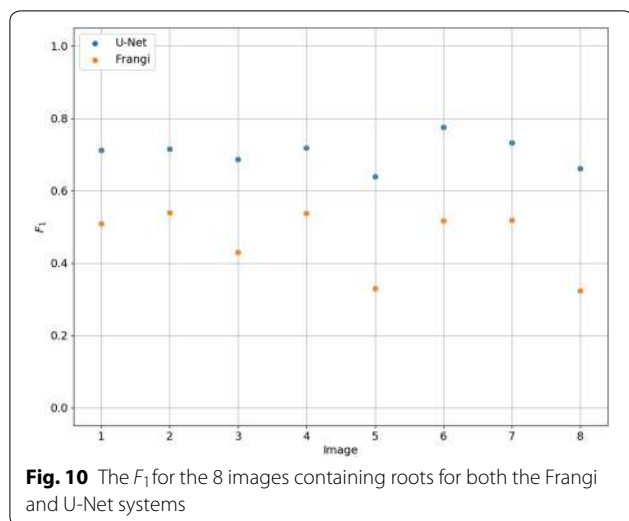 U-Net
Frangi
1.0
0.8
0.6
0.4
0.2
0.0
F1
1 2 3 4 5 6 7 8
Image
Fig. 10 The F1 for the 8 images containing roots for both the Frangi
and U-Net systems